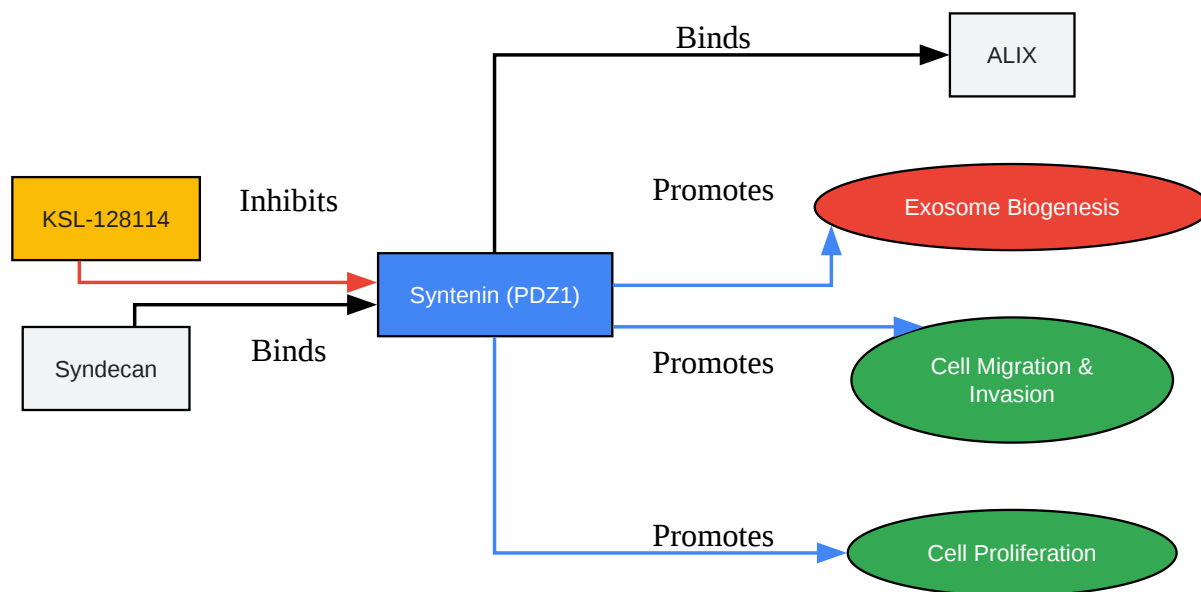 Binds
ALIX
KSL-128114
Inhibits
Promotes
Exosome Biogenesis
Syntenin (PDZ1)
Syndecan
Binds
Promotes
Cell Migration &
Invasion
Promotes
Cell Proliferation